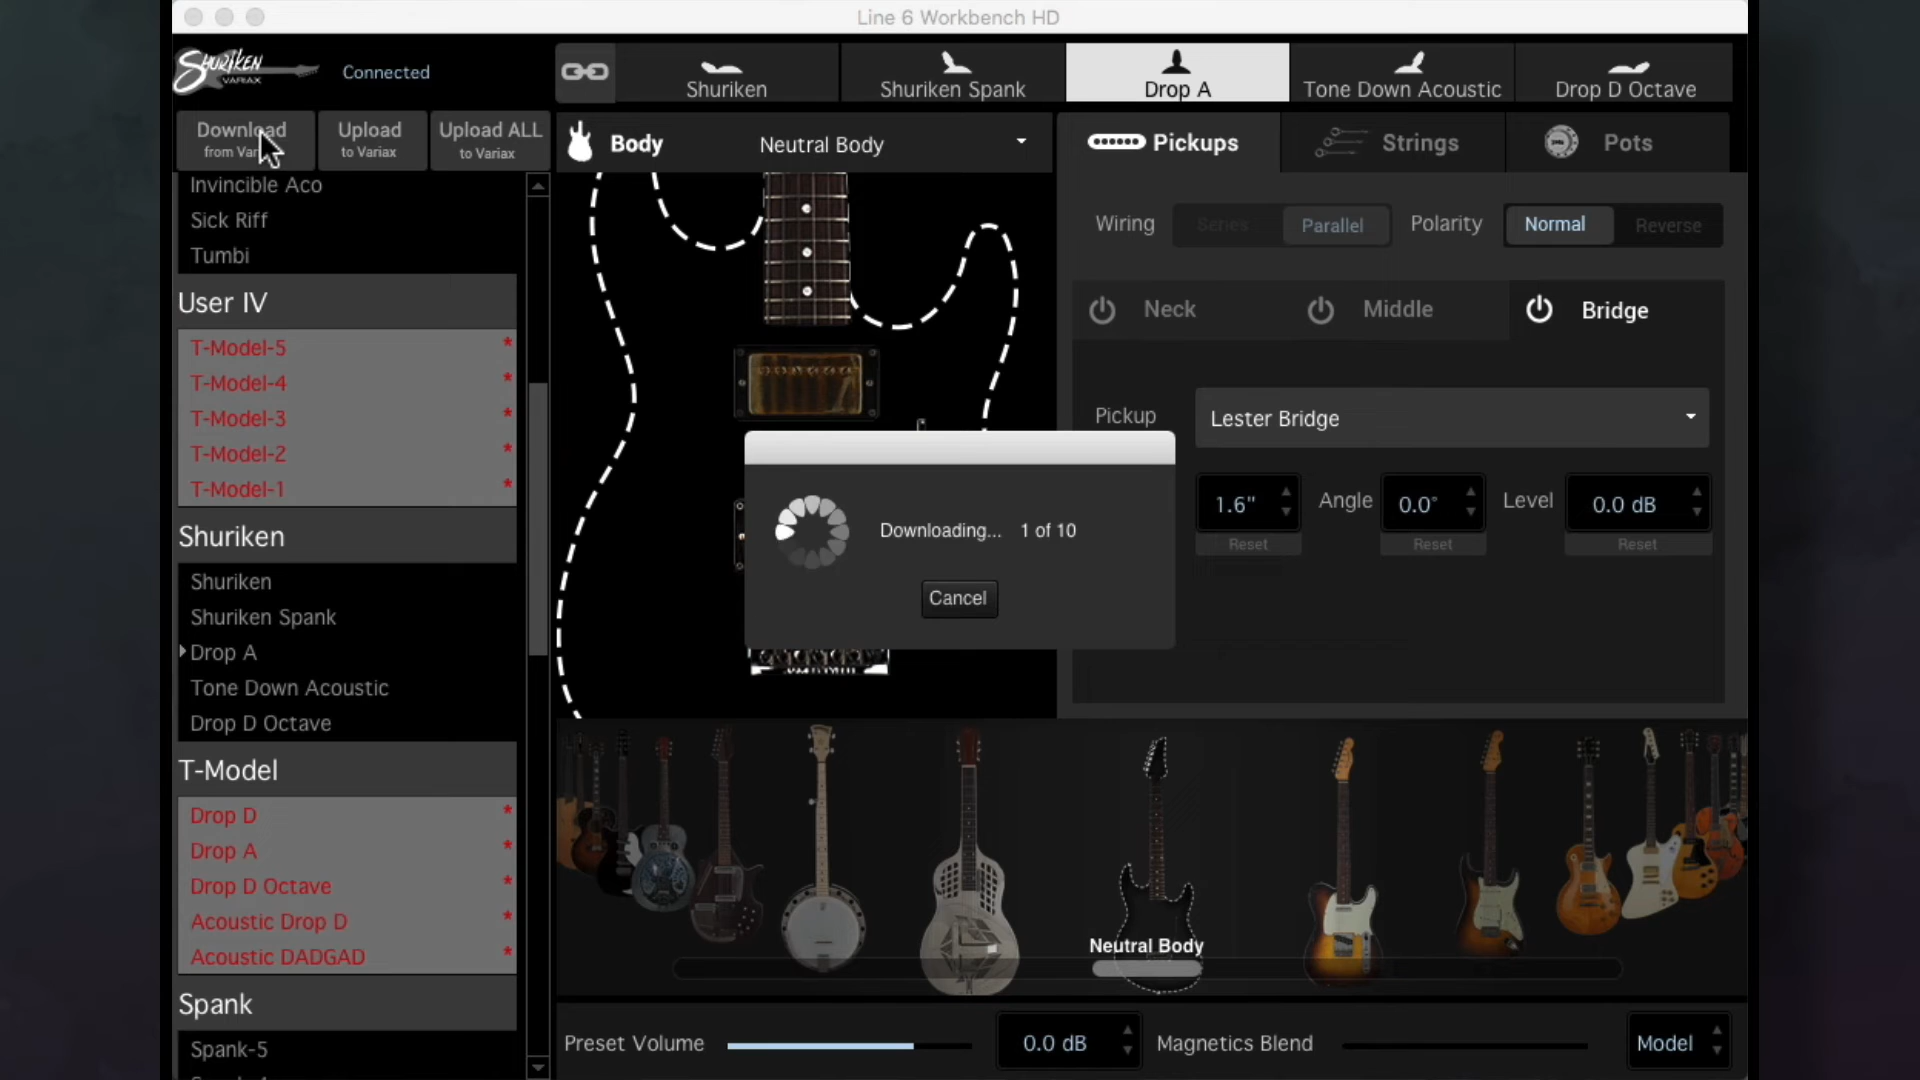 Line 6 Workbench HD
SHURIKEN
VARIAX
Connected
Shuriken
Shuriken Spank
Drop A
Tone Down Acoustic
Drop D Octave
Download
from Var
Upload
to Variax
Upload ALL
to Variax
Body
Neutral Body
Pickups
Strings
Pots
Invincible Aco
Sick Riff
Tumbi
User IV
T-Model-5 *
T-Model-4 *
T-Model-3 *
T-Model-2 *
T-Model-1 *
Shuriken
Shuriken
Shuriken Spank
Drop A
Tone Down Acoustic
Drop D Octave
T-Model
Drop D *
Drop A *
Drop D Octave *
Acoustic Drop D *
Acoustic DADGAD *
Spank
Spank-5
Wiring Series Parallel Polarity Normal Reverse
Neck Middle Bridge
Pickup Lester Bridge
1.6" Angle 0.0° Level 0.0 dB
Reset Reset Reset
Downloading... 1 of 10
Cancel
Neutral Body
Preset Volume 0.0 dB Magnetics Blend Model